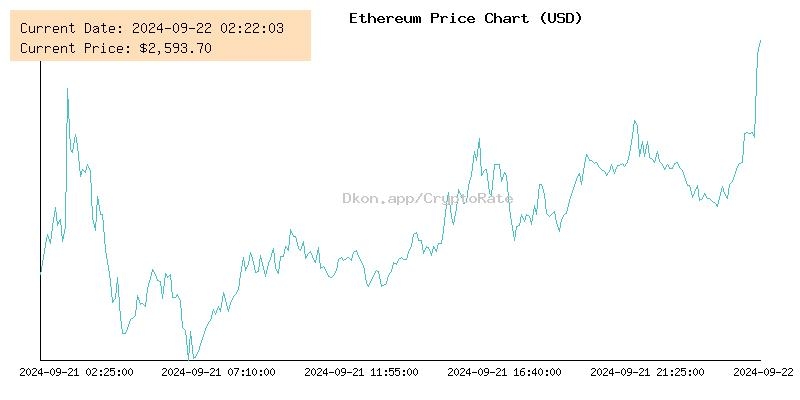 Ethereum Price Chart (USD)
Current Date: 2024-09-22 02:22:03
Current Price: $2,593.70
Dkon.app/CryptoRate
2024-09-21 02:25:00 2024-09-21 07:10:00 2024-09-21 11:55:00 2024-09-21 16:40:00 2024-09-21 21:25:00 2024-09-22